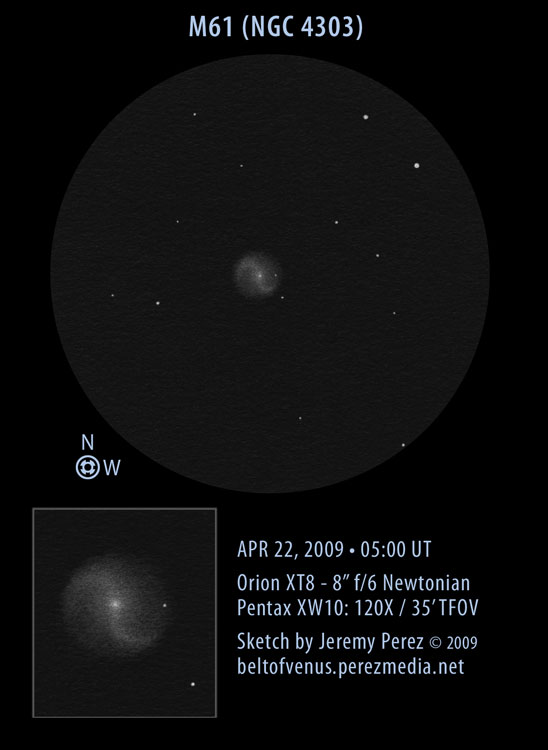 M61 (NGC 4303)
N
W
APR 22, 2009 • 05:00 UT
Orion XT8 - 8” f/6 Newtonian
Pentax XW10: 120X / 35’ TFOV
Sketch by Jeremy Perez © 2009
beltofvenus.perezmedia.net